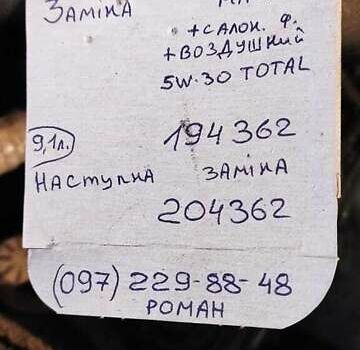 Заміна
+САЛОН. Ф.
+ВОЗДУШНИЙ
5W-30 TOTAL
9,1л. 194362
НАСТУПНА ЗАМІНА
204362
(097) 229-88-48
РОМАН